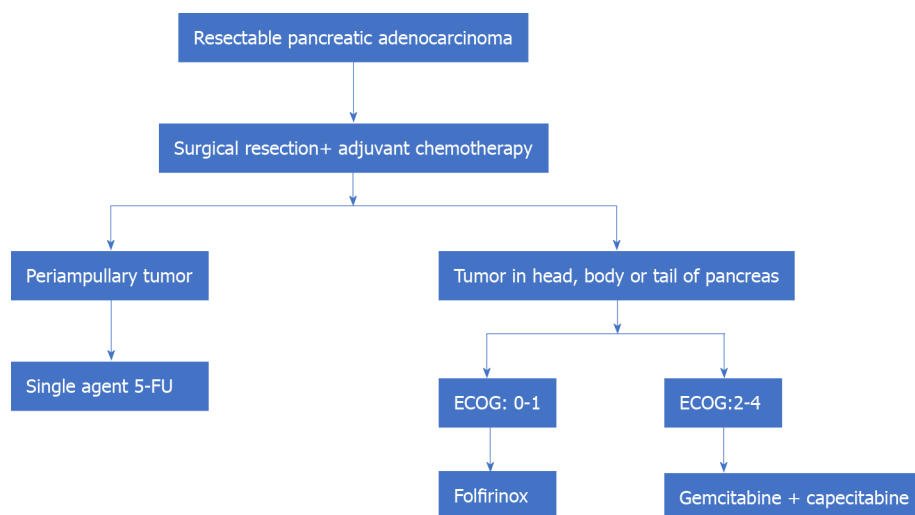 Resectable pancreatic adenocarcinoma
Surgical resection+ adjuvant chemotherapy
Periampullary tumor
Tumor in head, body or tail of pancreas
Single agent 5-FU
ECOG: 0-1
ECOG:2-4
Folfirinox
Gemcitabine + capecitabine